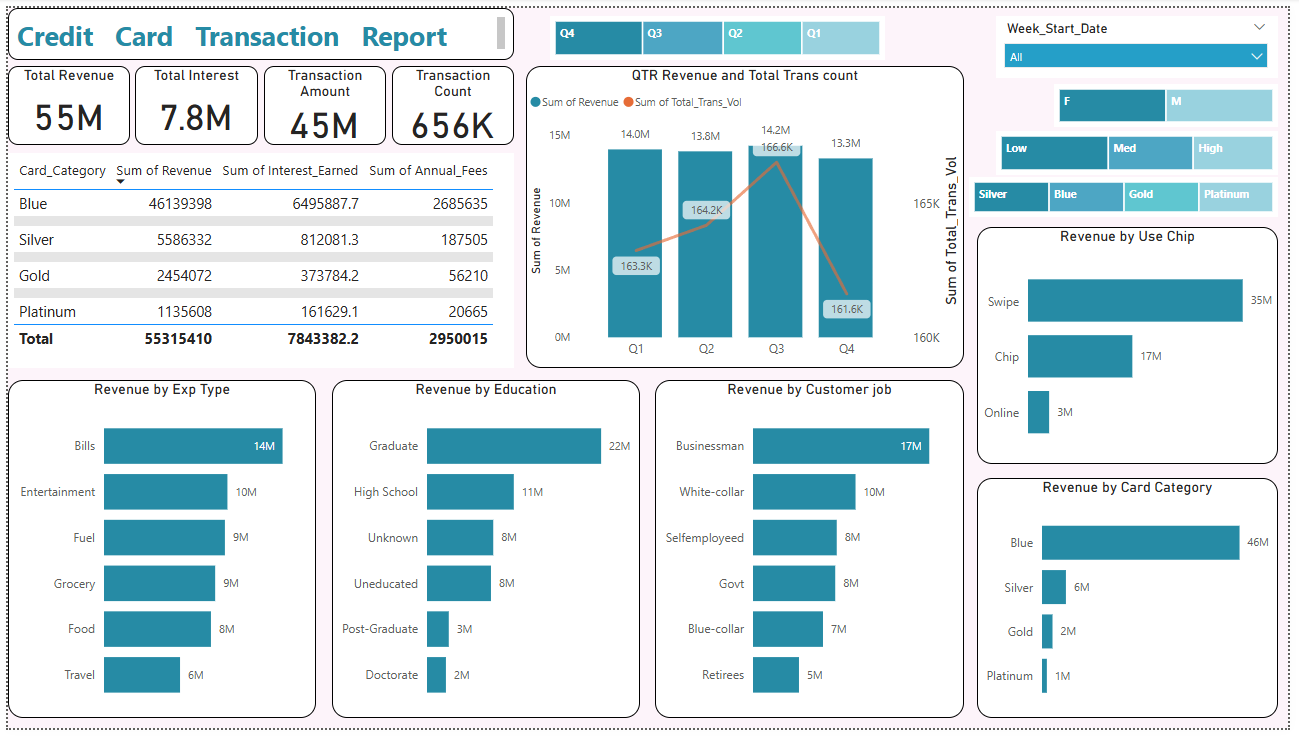 Credit Card Transaction Report
Q4 Q3 Q2 Q1
Week_Start_Date
All
F M
Low Med High
Silver Blue Gold Platinum
Total Revenue
55M
Total Interest
7.8M
Transaction
Amount
45M
Transaction
Count
656K
Card_Category Sum of Revenue Sum of Interest_Earned Sum of Annual_Fees
Blue 46139398 6495887.7 2685635
Silver 5586332 812081.3 187505
Gold 2454072 373784.2 56210
Platinum 1135608 161629.1 20665
Total 55315410 7843382.2 2950015
QTR Revenue and Total Trans count
Sum of Revenue Sum of Total_Trans_Vol
Sum of Revenue
15M
10M
5M
0M
14.0M 13.8M 14.2M 13.3M
163.3K 164.2K 166.6K 161.6K
Q1 Q2 Q3 Q4
165K
160K
Sum of Total_Trans_Vol
Revenue by Use Chip
Swipe 35M
Chip 17M
Online 3M
Revenue by Exp Type
Bills 14M
Entertainment 10M
Fuel 9M
Grocery 9M
Food 8M
Travel 6M
Revenue by Education
Graduate 22M
High School 11M
Unknown 8M
Uneducated 8M
Post-Graduate 3M
Doctorate 2M
Revenue by Customer job
Businessman 17M
White-collar 10M
Selfemployeed 8M
Govt 8M
Blue-collar 7M
Retirees 5M
Revenue by Card Category
Blue 46M
Silver 6M
Gold 2M
Platinum 1M